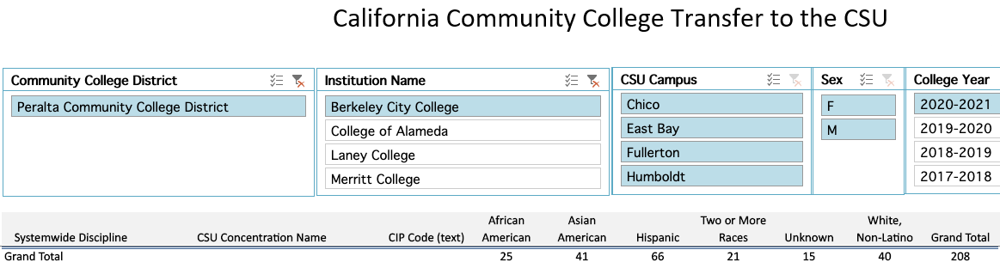 California Community College Transfer to the CSU
Community College District
Peralta Community College District
Institution Name
Berkeley City College
College of Alameda
Laney College
Merritt College
CSU Campus
Chico
East Bay
Fullerton
Humboldt
Sex
F
M
College Year
2020-2021
2019-2020
2018-2019
2017-2018
Systemwide Discipline CSU Concentration Name CIP Code (text) African American Asian American Hispanic Two or More Races Unknown White, Non-Latino Grand Total
Grand Total 25 41 66 21 15 40 208